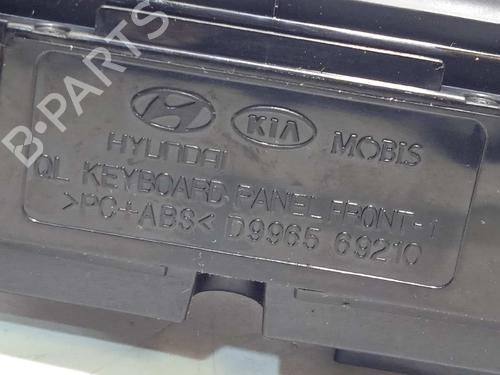 B-PARTS
HYUNDAI KIA MOBIS
QL KEYBOARD-PANEL FRONT-1
>PC+ABS< D9965 69210